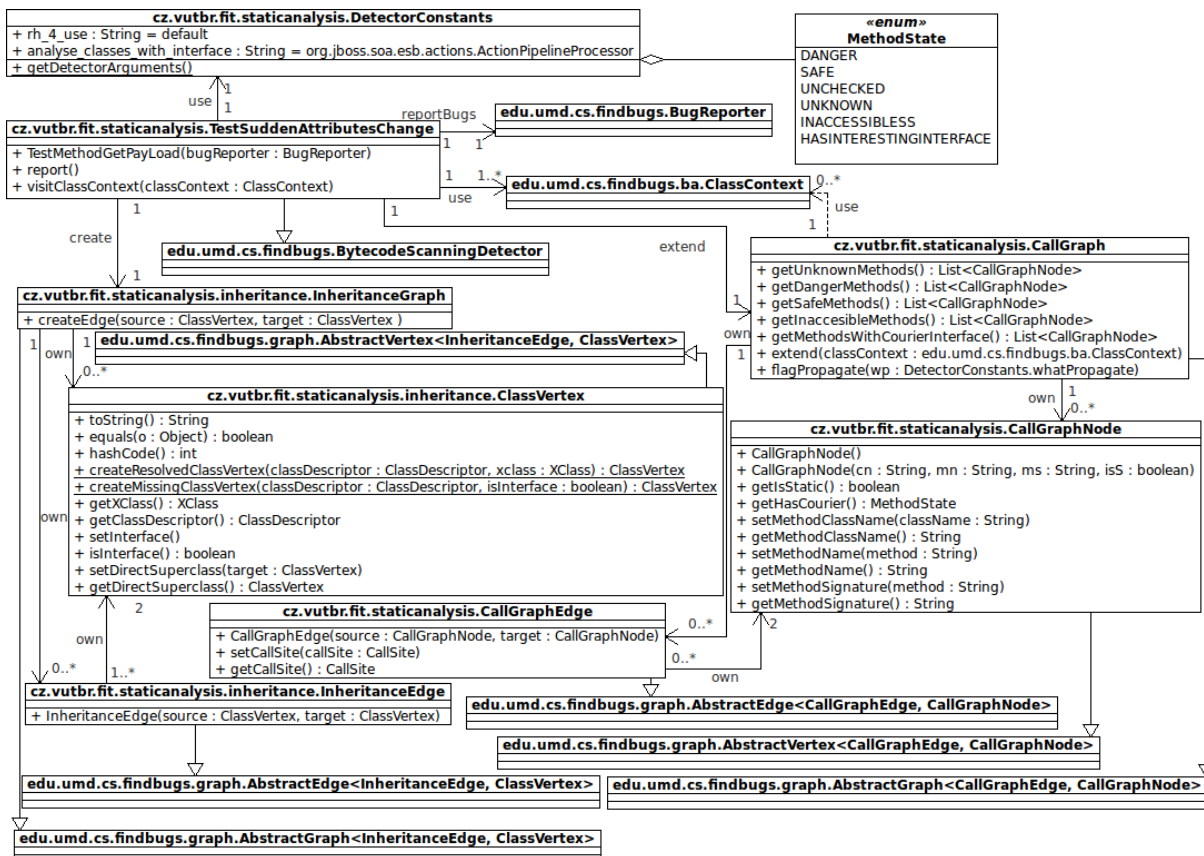 cz.vutbr.fit.staticanalysis.DetectorConstants
+ rh_4_use : String = default
+ analyse_classes_with_interface : String = org.jboss.soa.esb.actions.ActionPipelineProcessor
+ getDetectorArguments()
«enum»
MethodState
DANGER
SAFE
UNCHECKED
UNKNOWN
INACCESSIBLESS
HASINTERESTINGINTERFACE
use
1
1
cz.vutbr.fit.staticanalysis.TestSuddenAttributesChange
+ TestMethodGetPayLoad(bugReporter : BugReporter)
+ report()
+ visitClassContext(classContext : ClassContext)
reportBugs
1
1
edu.umd.cs.findbugs.BugReporter
1
1..*
use
edu.umd.cs.findbugs.ba.ClassContext
0..*
use
1
1
create
1
1
extend
1
edu.umd.cs.findbugs.BytecodeScanningDetector
cz.vutbr.fit.staticanalysis.CallGraph
+ getUnknownMethods() : List<CallGraphNode>
+ getDangerMethods() : List<CallGraphNode>
+ getSafeMethods() : List<CallGraphNode>
+ getInaccesibleMethods() : List<CallGraphNode>
+ getMethodsWithCourierInterface() : List<CallGraphNode>
+ extend(classContext : edu.umd.cs.findbugs.ba.ClassContext)
+ flagPropagate(wp : DetectorConstants.whatPropagate)
cz.vutbr.fit.staticanalysis.inheritance.InheritanceGraph
+ createEdge(source : ClassVertex, target : ClassVertex )
1
own
1
0..*
own
1
edu.umd.cs.findbugs.graph.AbstractVertex<InheritanceEdge, ClassVertex>
cz.vutbr.fit.staticanalysis.inheritance.ClassVertex
+ toString() : String
+ equals(o : Object) : boolean
+ hashCode() : int
+ createResolvedClassVertex(classDescriptor : ClassDescriptor, xclass : XClass) : ClassVertex
+ createMissingClassVertex(classDescriptor : ClassDescriptor, isInterface : boolean) : ClassVertex
+ getXClass() : XClass
+ getClassDescriptor() : ClassDescriptor
+ setInterface()
+ isInterface() : boolean
+ setDirectSuperclass(target : ClassVertex)
+ getDirectSuperclass() : ClassVertex
own
1
own
0..*
cz.vutbr.fit.staticanalysis.CallGraphNode
+ CallGraphNode()
+ CallGraphNode(cn : String, mn : String, ms : String, isS : boolean)
+ getIsStatic() : boolean
+ getHasCourier() : MethodState
+ setMethodClassName(className : String)
+ getMethodClassName() : String
+ setMethodName(method : String)
+ getMethodName() : String
+ setMethodSignature(method : String)
+ getMethodSignature() : String
2
own
1..*
0..*
cz.vutbr.fit.staticanalysis.CallGraphEdge
+ CallGraphEdge(source : CallGraphNode, target : CallGraphNode)
+ setCallSite(callSite : CallSite)
+ getCallSite() : CallSite
0..*
0..*
own
2
cz.vutbr.fit.staticanalysis.inheritance.InheritanceEdge
+ InheritanceEdge(source : ClassVertex, target : ClassVertex)
edu.umd.cs.findbugs.graph.AbstractEdge<CallGraphEdge, CallGraphNode>
edu.umd.cs.findbugs.graph.AbstractVertex<CallGraphEdge, CallGraphNode>
edu.umd.cs.findbugs.graph.AbstractEdge<InheritanceEdge, ClassVertex>
edu.umd.cs.findbugs.graph.AbstractGraph<CallGraphEdge, CallGraphNode>
edu.umd.cs.findbugs.graph.AbstractGraph<InheritanceEdge, ClassVertex>